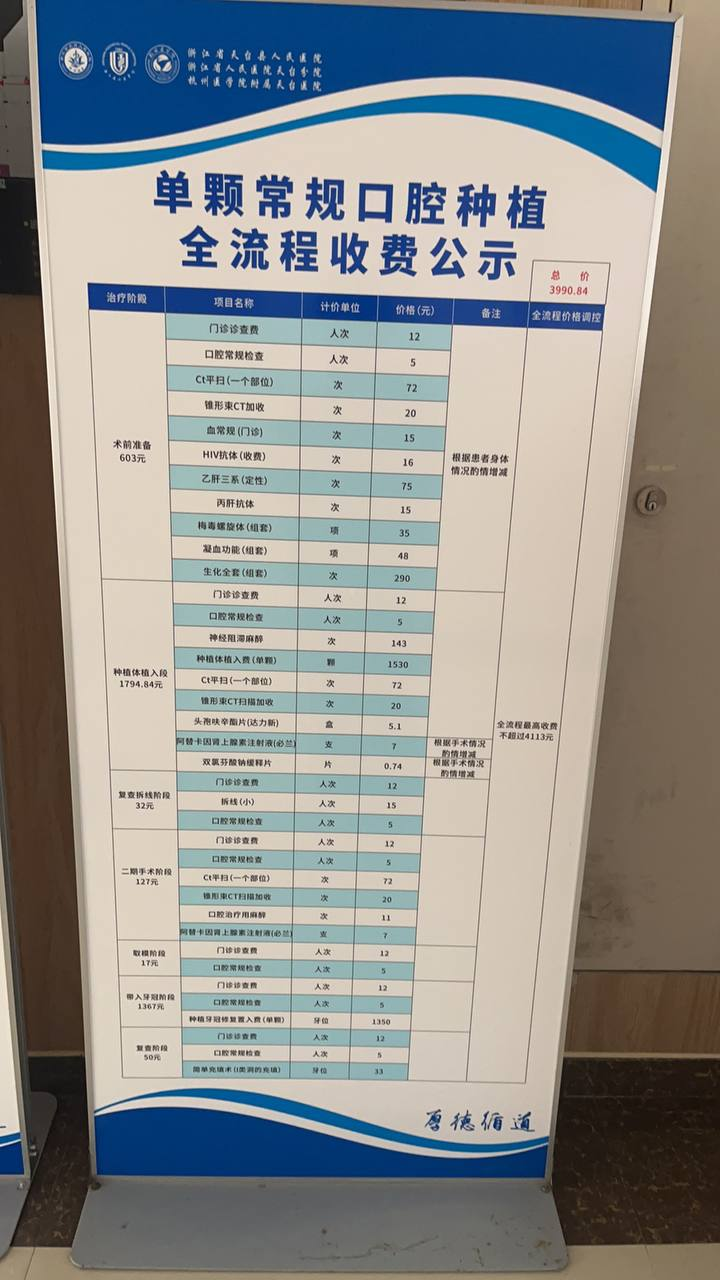 浙江省天台县人民医院
浙江省人民医院天台分院
杭州医学院附属天台医院
单颗常规口腔种植
全流程收费公示
总 价
3990.84
治疗阶段 项目名称 计价单位 价格(元) 备注 全流程价格调控
术前准备
603元
门诊诊查费 人次 12
口腔常规检查 人次 5
Ct平扫(一个部位) 次 72
锥形束CT加收 次 20
血常规(门诊) 次 15
HIV抗体(收费) 次 16
乙肝三系(定性) 次 75
丙肝抗体 次 15
梅毒螺旋体(组套) 项 35
凝血功能(组套) 项 48
生化全套(组套) 次 290
根据患者身体
情况酌情增减
种植体植入段
1794.84元
门诊诊查费 人次 12
口腔常规检查 人次 5
神经阻滞麻醉 次 143
种植体植入费(单颗) 颗 1530
Ct平扫(一个部位) 次 72
锥形束CT扫描加收 次 20
头孢呋辛酯片(达力新) 盒 5.1
阿替卡因肾上腺素注射液(必兰) 支 7 根据手术情况
酌情增减
双氯芬酸钠缓释片 片 0.74 根据手术情况
酌情增减
全流程最高收费
不超过4113元
复查拆线阶段
32元
门诊诊查费 人次 12
拆线(小) 人次 15
口腔常规检查 人次 5
二期手术阶段
127元
门诊诊查费 人次 12
口腔常规检查 人次 5
Ct平扫(一个部位) 次 72
锥形束CT扫描加收 次 20
口腔治疗用麻醉 次 11
阿替卡因肾上腺素注射液(必兰) 支 7
取模阶段
17元
门诊诊查费 人次 12
口腔常规检查 人次 5
带入牙冠阶段
1367元
门诊诊查费 人次 12
口腔常规检查 人次 5
种植牙冠修复置入费(单颗) 牙位 1350
复查阶段
50元
门诊诊查费 人次 12
口腔常规检查 人次 5
简单充填术(I类洞的充填) 牙位 33
厚德循道